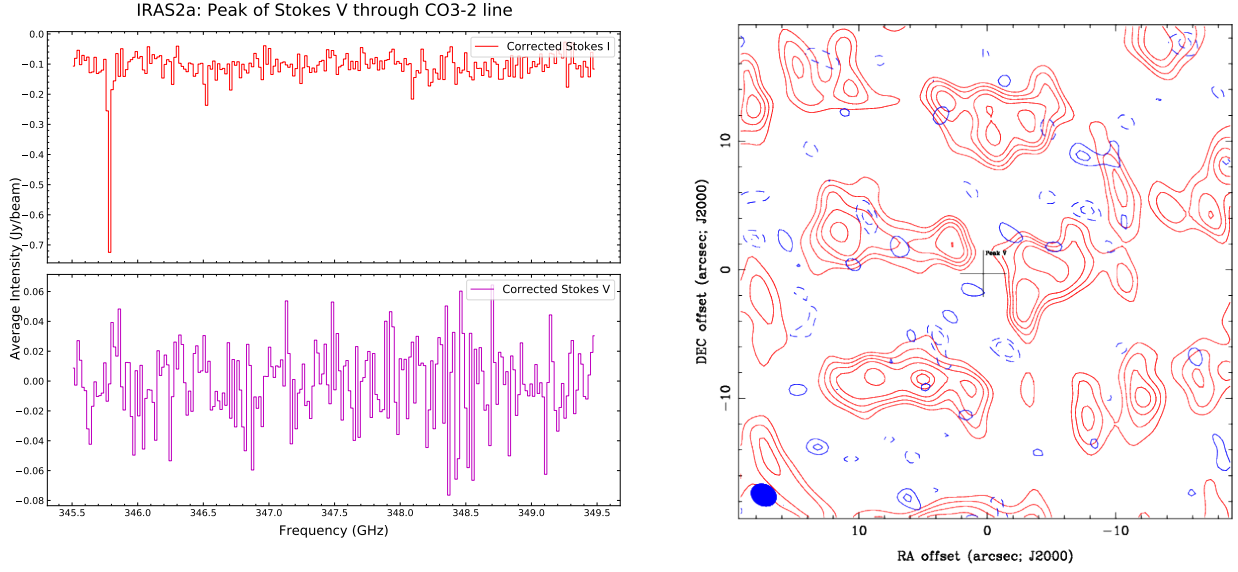 IRAS2a: Peak of Stokes V through CO3-2 line
Corrected Stokes I
0.0
−0.1
−0.2
−0.3
−0.4
−0.5
−0.6
−0.7
Average Intensity (Jy/beam)
Corrected Stokes V
0.06
0.04
0.02
0.00
−0.02
−0.04
−0.06
−0.08
345.5 346.0 346.5 347.0 347.5 348.0 348.5 349.0 349.5
Frequency (GHz)
DEC offset (arcsec; J2000)
10
0
−10
Peak V
10 0 −10
RA offset (arcsec; J2000)